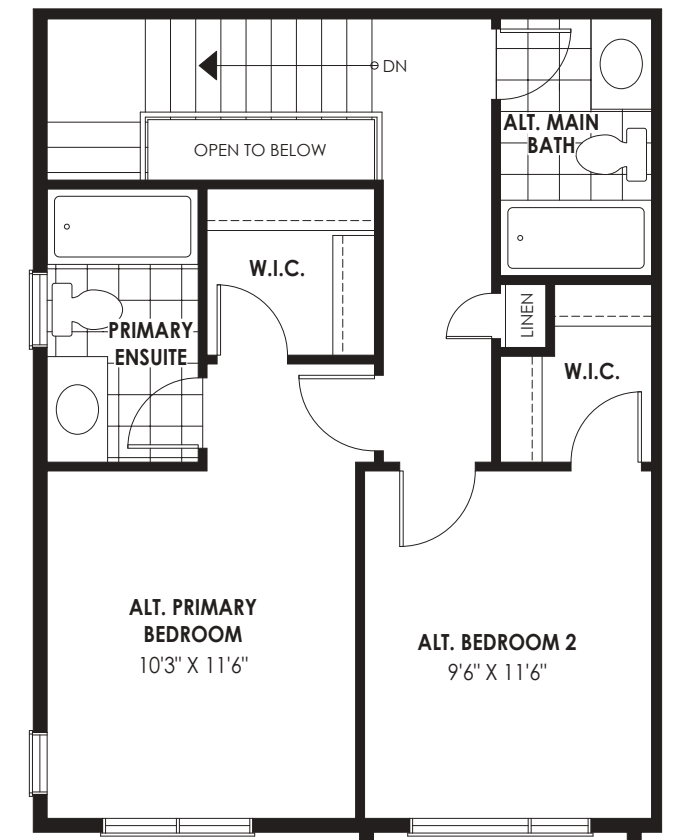 DN
OPEN TO BELOW
ALT. MAIN
BATH
W.I.C.
PRIMARY
ENSUITE
LINEN
W.I.C.
ALT. PRIMARY
BEDROOM
10'3" X 11'6"
ALT. BEDROOM 2
9'6" X 11'6"